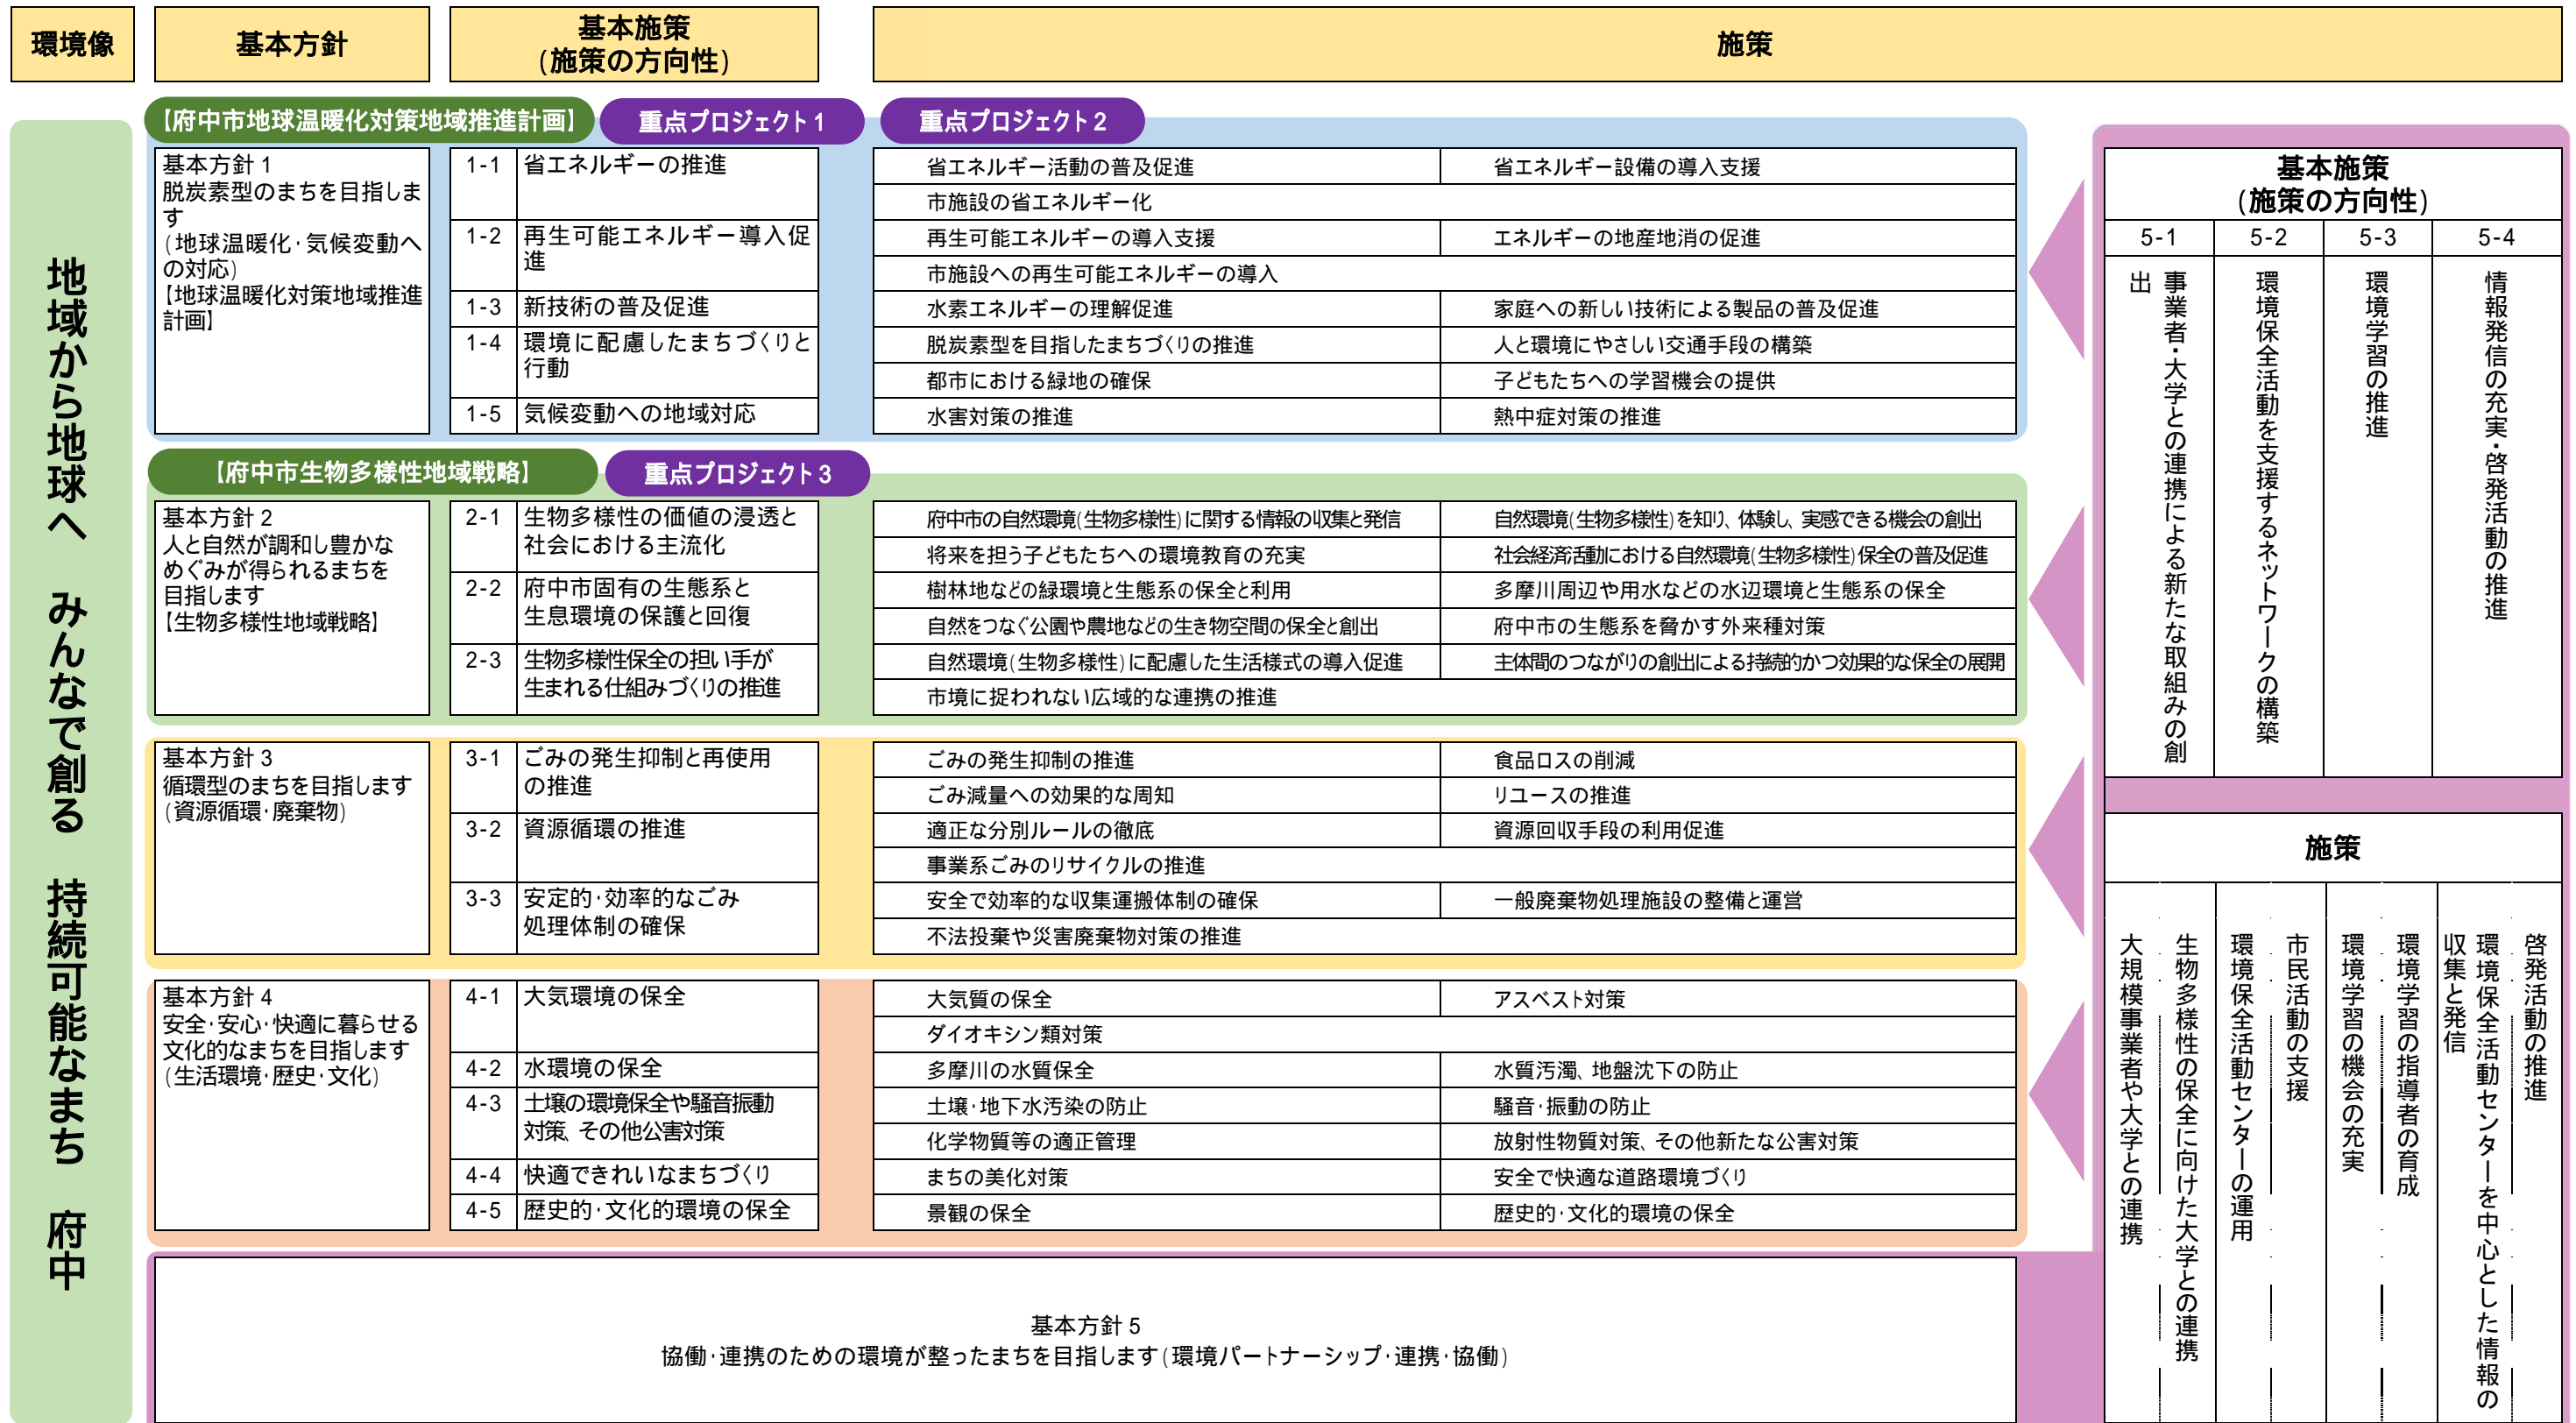 環境像
基本方針
基本施策
(施策の方向性)
施策
地域から地球へ　みんなで創る　持続可能なまち　府中
【府中市地球温暖化対策地域推進計画】
重点プロジェクト1
重点プロジェクト2
基本方針1
脱炭素型のまちを目指しま
す
(地球温暖化・気候変動へ
の対応)
【地球温暖化対策地域推進
計画】
1-1 省エネルギーの推進
省エネルギー活動の普及促進 省エネルギー設備の導入支援
市施設の省エネルギー化
1-2 再生可能エネルギー導入促
進
再生可能エネルギーの導入支援 エネルギーの地産地消の促進
市施設への再生可能エネルギーの導入
1-3 新技術の普及促進
水素エネルギーの理解促進 家庭への新しい技術による製品の普及促進
1-4 環境に配慮したまちづくりと
行動
脱炭素型を目指したまちづくりの推進 人と環境にやさしい交通手段の構築
都市における緑地の確保 子どもたちへの学習機会の提供
1-5 気候変動への地域対応
水害対策の推進 熱中症対策の推進
【府中市生物多様性地域戦略】
重点プロジェクト3
基本方針2
人と自然が調和し豊かな
めぐみが得られるまちを
目指します
【生物多様性地域戦略】
2-1 生物多様性の価値の浸透と
社会における主流化
府中市の自然環境(生物多様性)に関する情報の収集と発信 自然環境(生物多様性)を知り、体験し、実感できる機会の創出
将来を担う子どもたちへの環境教育の充実 社会経済活動における自然環境(生物多様性)保全の普及促進
2-2 府中市固有の生態系と
生息環境の保護と回復
樹林地などの緑環境と生態系の保全と利用 多摩川周辺や用水などの水辺環境と生態系の保全
自然をつなぐ公園や農地などの生き物空間の保全と創出 府中市の生態系を脅かす外来種対策
2-3 生物多様性保全の担い手が
生まれる仕組みづくりの推進
自然環境(生物多様性)に配慮した生活様式の導入促進 主体間のつながりの創出による持続的かつ効果的な保全の展開
市境に捉われない広域的な連携の推進
基本方針3
循環型のまちを目指します
(資源循環・廃棄物)
3-1 ごみの発生抑制と再使用
の推進
ごみの発生抑制の推進 食品ロスの削減
ごみ減量への効果的な周知 リユースの推進
3-2 資源循環の推進
適正な分別ルールの徹底 資源回収手段の利用促進
事業系ごみのリサイクルの推進
3-3 安定的・効率的なごみ
処理体制の確保
安全で効率的な収集運搬体制の確保 一般廃棄物処理施設の整備と運営
不法投棄や災害廃棄物対策の推進
基本方針4
安全・安心・快適に暮らせる
文化的なまちを目指します
(生活環境・歴史・文化)
4-1 大気環境の保全
大気質の保全 アスベスト対策
ダイオキシン類対策
4-2 水環境の保全
多摩川の水質保全 水質汚濁、地盤沈下の防止
4-3 土壌の環境保全や騒音振動
対策、その他公害対策
土壌・地下水汚染の防止 騒音・振動の防止
化学物質等の適正管理 放射性物質対策、その他新たな公害対策
4-4 快適できれいなまちづくり
まちの美化対策 安全で快適な道路環境づくり
4-5 歴史的・文化的環境の保全
景観の保全 歴史的・文化的環境の保全
基本方針5
協働・連携のための環境が整ったまちを目指します(環境パートナーシップ・連携・協働)
基本施策
(施策の方向性)
5-1 5-2 5-3 5-4
事業者・大学との連携による新たな取組みの創
出
環境保全活動を支援するネットワークの構築
環境学習の推進
情報発信の充実・啓発活動の推進
施策
大規模事業者や大学との連携
生物多様性の保全に向けた大学との連携
環境保全活動センターの運用
市民活動の支援
環境学習の機会の充実
環境学習の指導者の育成
環境保全活動センターを中心とした情報の
収集と発信
啓発活動の推進